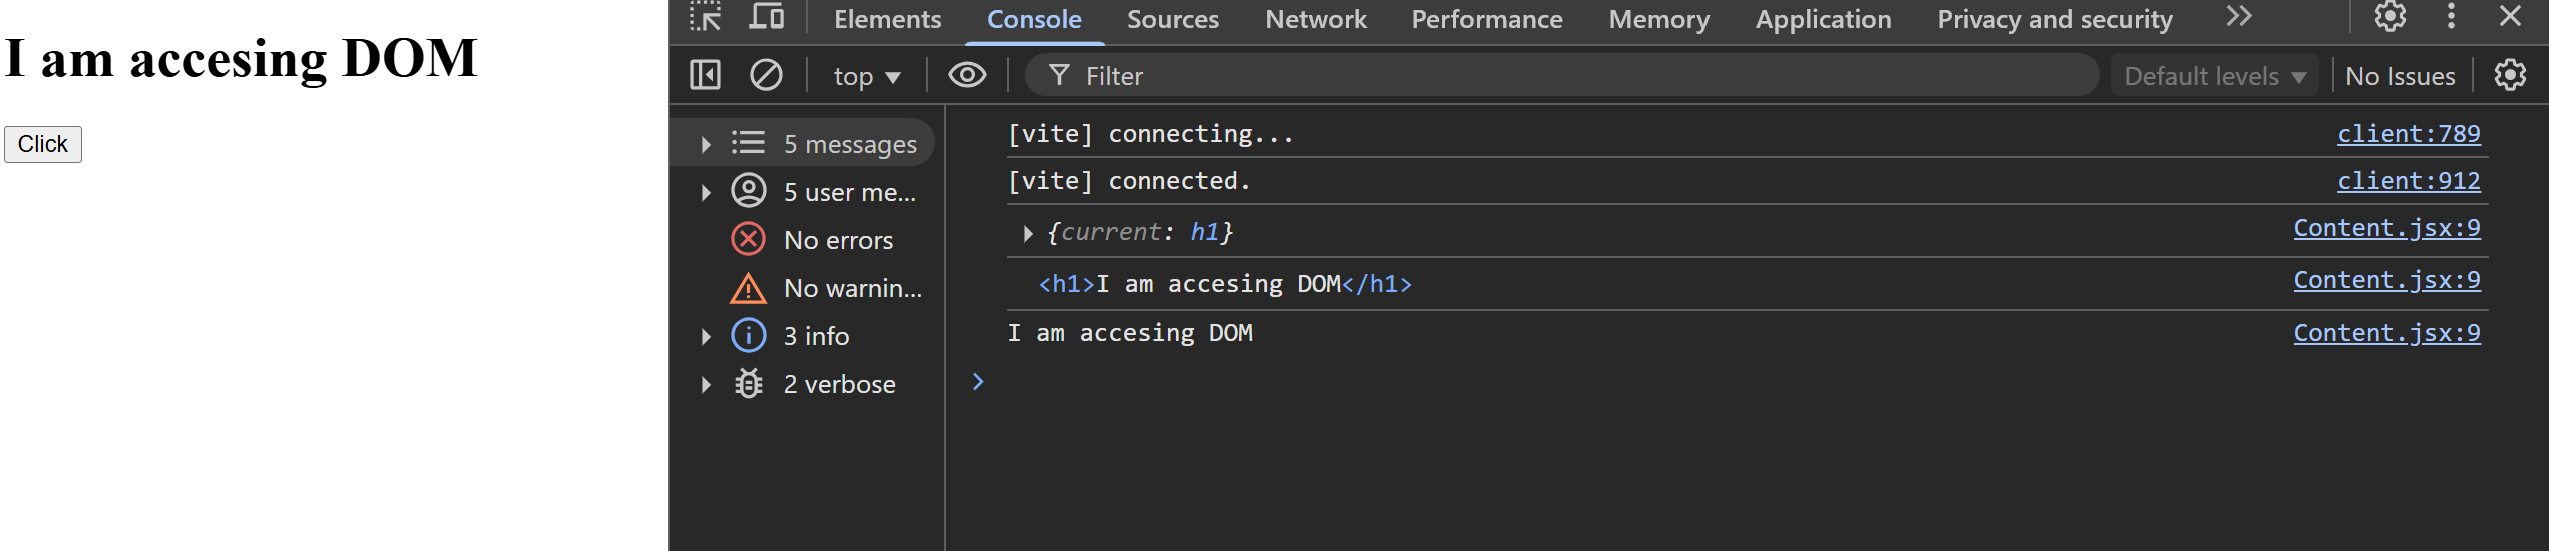 I am accesing DOM
Click
Elements Console Sources Network Performance Memory Application Privacy and security
top Filter Default levels No Issues
5 messages
5 user me...
No errors
No warnin...
3 info
2 verbose
[vite] connecting... client:789
[vite] connected. client:912
{current: h1} Content.jsx:9
<h1>I am accesing DOM</h1> Content.jsx:9
I am accesing DOM Content.jsx:9